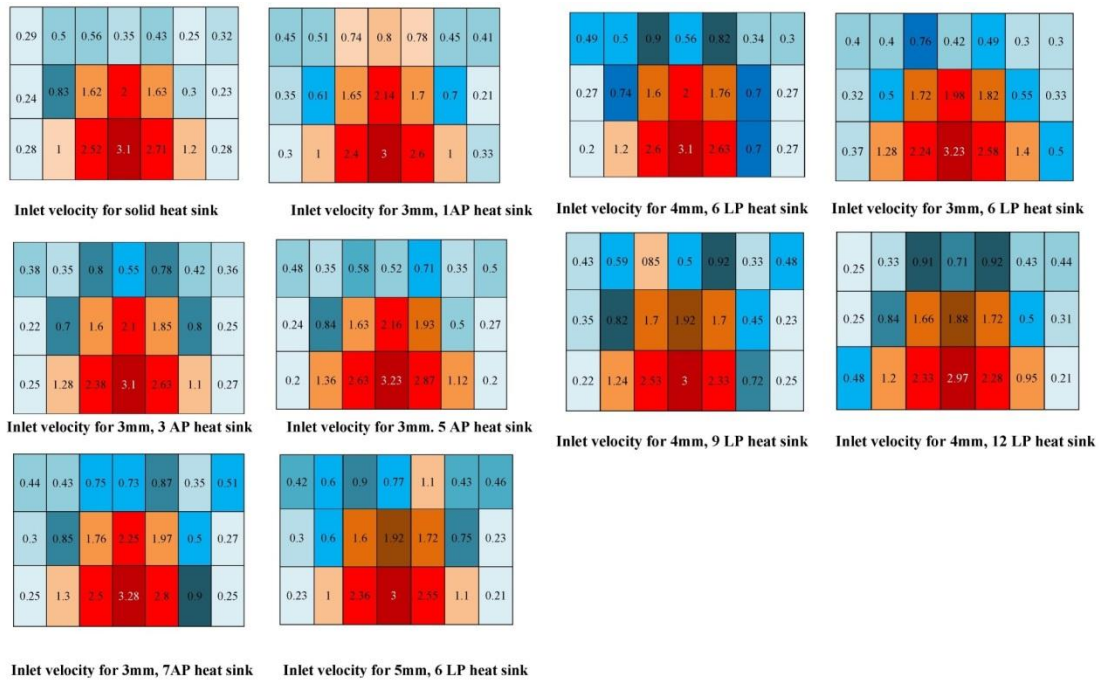 0.29 0.5 0.56 0.35 0.43 0.25 0.32
0.24 0.83 1.62 2 1.63 0.3 0.23
0.28 1 2.52 3.1 2.71 1.2 0.28
Inlet velocity for solid heat sink
0.45 0.51 0.74 0.8 0.78 0.45 0.41
0.35 0.61 1.65 2.14 1.7 0.7 0.21
0.3 1 2.4 3 2.6 1 0.33
Inlet velocity for 3mm, 1AP heat sink
0.49 0.5 0.9 0.56 0.82 0.34 0.3
0.27 0.74 1.6 2 1.76 0.7 0.27
0.2 1.2 2.6 3.1 2.63 0.7 0.27
Inlet velocity for 4mm, 6 LP heat sink
0.4 0.4 0.76 0.42 0.49 0.3 0.3
0.32 0.5 1.72 1.98 1.82 0.55 0.33
0.37 1.28 2.24 3.23 2.58 1.4 0.5
Inlet velocity for 3mm, 6 LP heat sink
0.38 0.35 0.8 0.55 0.78 0.42 0.36
0.22 0.7 1.6 2.1 1.85 0.8 0.25
0.25 1.28 2.38 3.1 2.63 1.1 0.27
Inlet velocity for 3mm, 3 AP heat sink
0.48 0.35 0.58 0.52 0.71 0.35 0.5
0.24 0.84 1.63 2.16 1.93 0.5 0.27
0.2 1.36 2.63 3.23 2.87 1.12 0.2
Inlet velocity for 3mm. 5 AP heat sink
0.43 0.59 085 0.5 0.92 0.33 0.48
0.35 0.82 1.7 1.92 1.7 0.45 0.23
0.22 1.24 2.53 3 2.33 0.72 0.25
Inlet velocity for 4mm, 9 LP heat sink
0.25 0.33 0.91 0.71 0.92 0.43 0.44
0.25 0.84 1.66 1.88 1.72 0.5 0.31
0.48 1.2 2.33 2.97 2.28 0.95 0.21
Inlet velocity for 4mm, 12 LP heat sink
0.44 0.43 0.75 0.73 0.87 0.35 0.51
0.3 0.85 1.76 2.25 1.97 0.5 0.27
0.25 1.3 2.5 3.28 2.8 0.9 0.25
Inlet velocity for 3mm, 7AP heat sink
0.42 0.6 0.9 0.77 1.1 0.43 0.46
0.3 0.6 1.6 1.92 1.72 0.75 0.23
0.23 1 2.36 3 2.55 1.1 0.21
Inlet velocity for 5mm, 6 LP heat sink